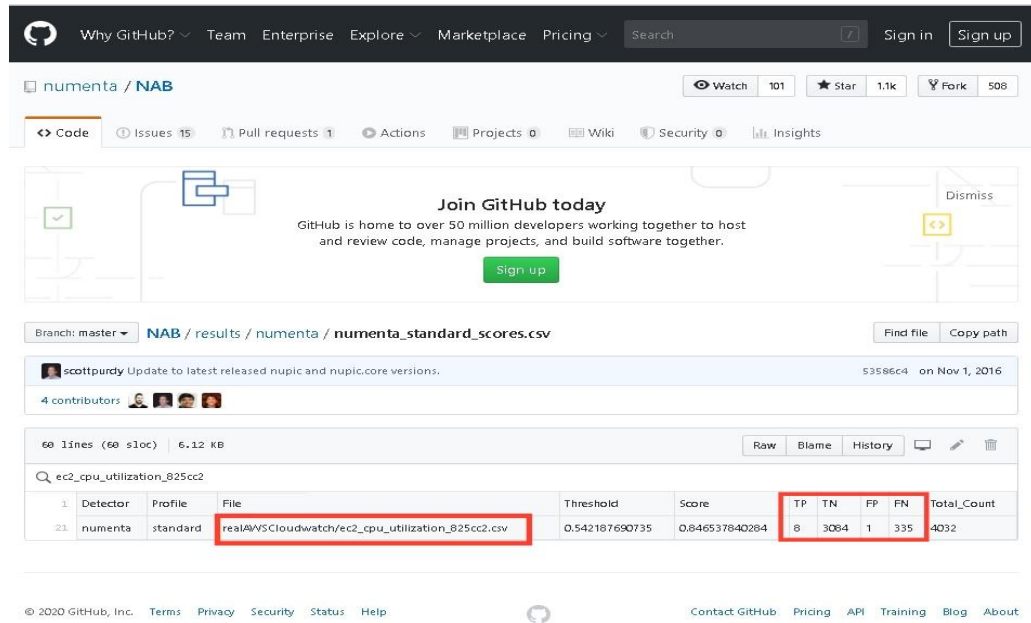 Why GitHub? Team Enterprise Explore Marketplace Pricing Search / Sign in Sign up
numenta / NAB
Watch 101 Star 1.1k Fork 508
Code Issues 15 Pull requests 1 Actions Projects 0 Wiki Security 0 Insights
Join GitHub today
Dismiss
GitHub is home to over 50 million developers working together to host
and review code, manage projects, and build software together.
Sign up
Branch: master NAB / results / numenta / numenta_standard_scores.csv Find file Copy path
scottpurdy Update to latest released nupic and nupic.core versions. 53586c4 on Nov 1, 2016
4 contributors
60 lines (60 sloc) 6.12 KB Raw Blame History
ec2_cpu_utilization_825cc2
1 Detector Profile File Threshold Score TP TN FP FN Total_Count
21 numenta standard realAWSCloudwatch/ec2_cpu_utilization_825cc2.csv 0.542187690735 0.846537840284 8 3084 1 335 4032
© 2020 GitHub, Inc. Terms Privacy Security Status Help Contact GitHub Pricing API Training Blog About